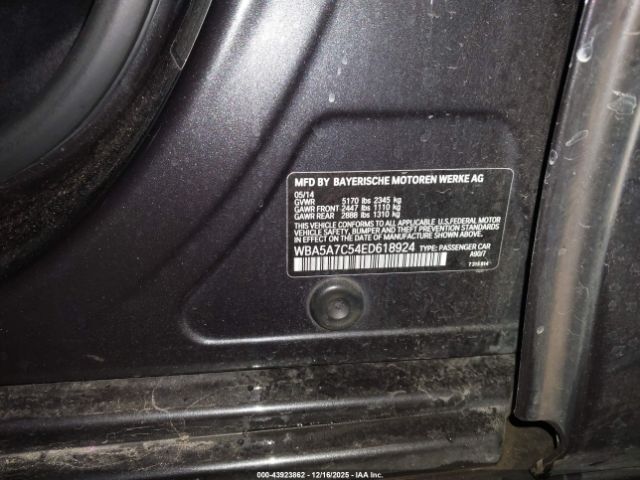 MFD BY BAYERISCHE MOTOREN WERKE AG
05/14
GVWR 5170 lbs 2345 kg
GAWR FRONT 2447 lbs 1110 kg
GAWR REAR 2888 lbs 1310 kg
THIS VEHICLE CONFORMS TO ALL APPLICABLE U.S.FEDERAL MOTOR
VEHICLE SAFETY, BUMPER, AND THEFT PREVENTION STANDARDS
IN EFFECT ON THE DATE OF MANUFACTURE SHOWN ABOVE.
WBA5A7C54ED618924 TYPE: PASSENGER CAR
A90/7
000-43923862 - 12/16/2025 - Copyright IAA, Inc.